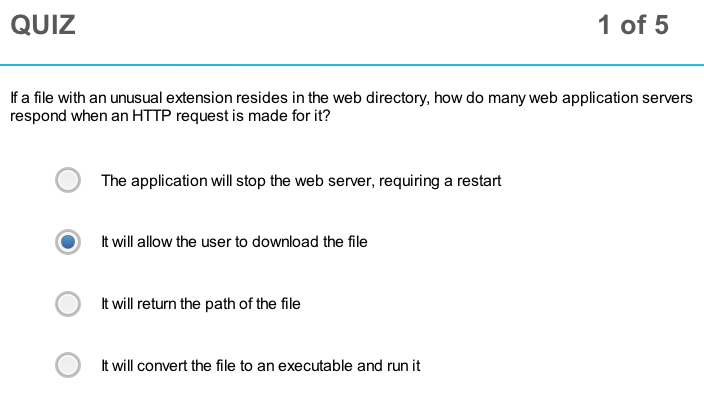 QUIZ 1 of 5
If a file with an unusual extension resides in the web directory, how do many web application servers
respond when an HTTP request is made for it?
The application will stop the web server, requiring a restart
It will allow the user to download the file
It will return the path of the file
It will convert the file to an executable and run it